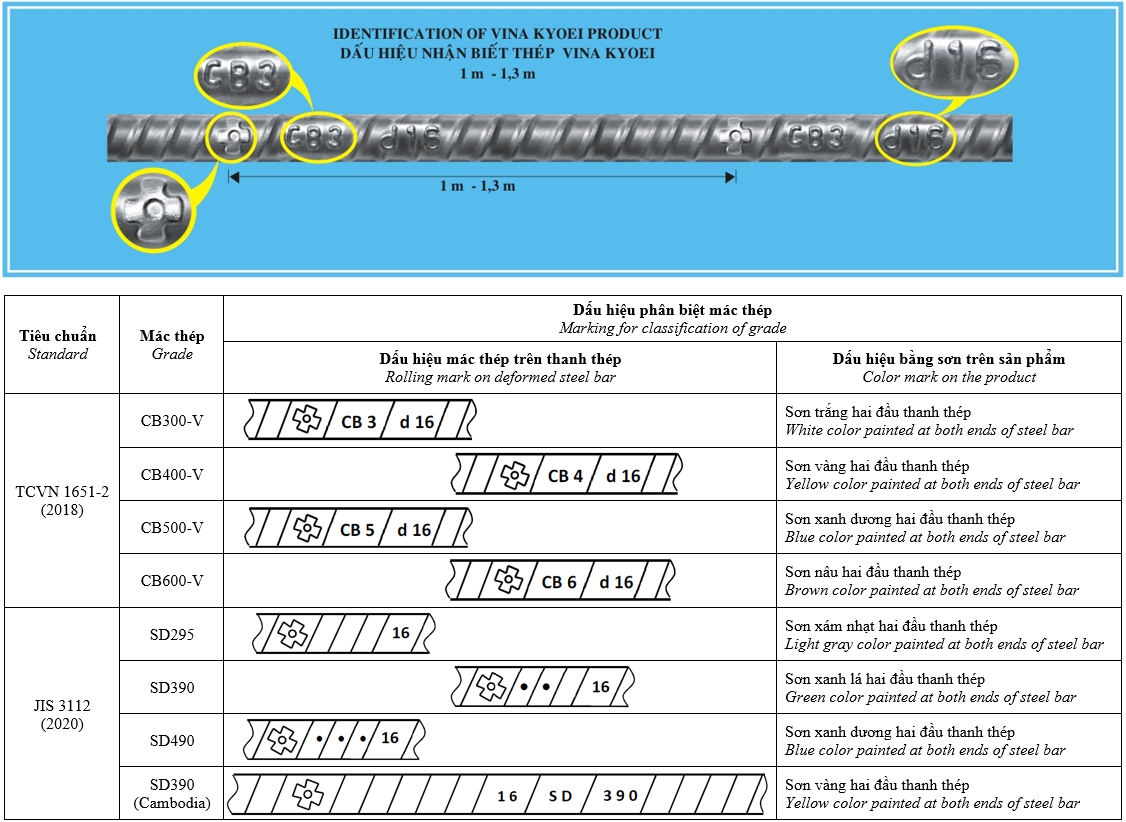 IDENTIFICATION OF VINA KYOEI PRODUCT
DẤU HIỆU NHẬN BIẾT THÉP VINA KYOEI
1 m - 1,3 m
CB3
d16
CB3
d16
CB3
d16
1 m - 1,3 m
Tiêu chuẩn
Standard
Mác thép
Grade
Dấu hiệu phân biệt mác thép
Marking for classification of grade
Dấu hiệu mác thép trên thanh thép
Rolling mark on deformed steel bar
Dấu hiệu bằng sơn trên sản phẩm
Color mark on the product
TCVN 1651-2
(2018)
CB300-V
CB 3 d 16
Sơn trắng hai đầu thanh thép
White color painted at both ends of steel bar
CB400-V
CB 4 d 16
Sơn vàng hai đầu thanh thép
Yellow color painted at both ends of steel bar
CB500-V
CB 5 d 16
Sơn xanh dương hai đầu thanh thép
Blue color painted at both ends of steel bar
CB600-V
CB 6 d 16
Sơn nâu hai đầu thanh thép
Brown color painted at both ends of steel bar
JIS 3112
(2020)
SD295
16
Sơn xám nhạt hai đầu thanh thép
Light gray color painted at both ends of steel bar
SD390
• • 16
Sơn xanh lá hai đầu thanh thép
Green color painted at both ends of steel bar
SD490
• • • 16
Sơn xanh dương hai đầu thanh thép
Blue color painted at both ends of steel bar
SD390
(Cambodia)
1 6 S D 3 9 0
Sơn vàng hai đầu thanh thép
Yellow color painted at both ends of steel bar